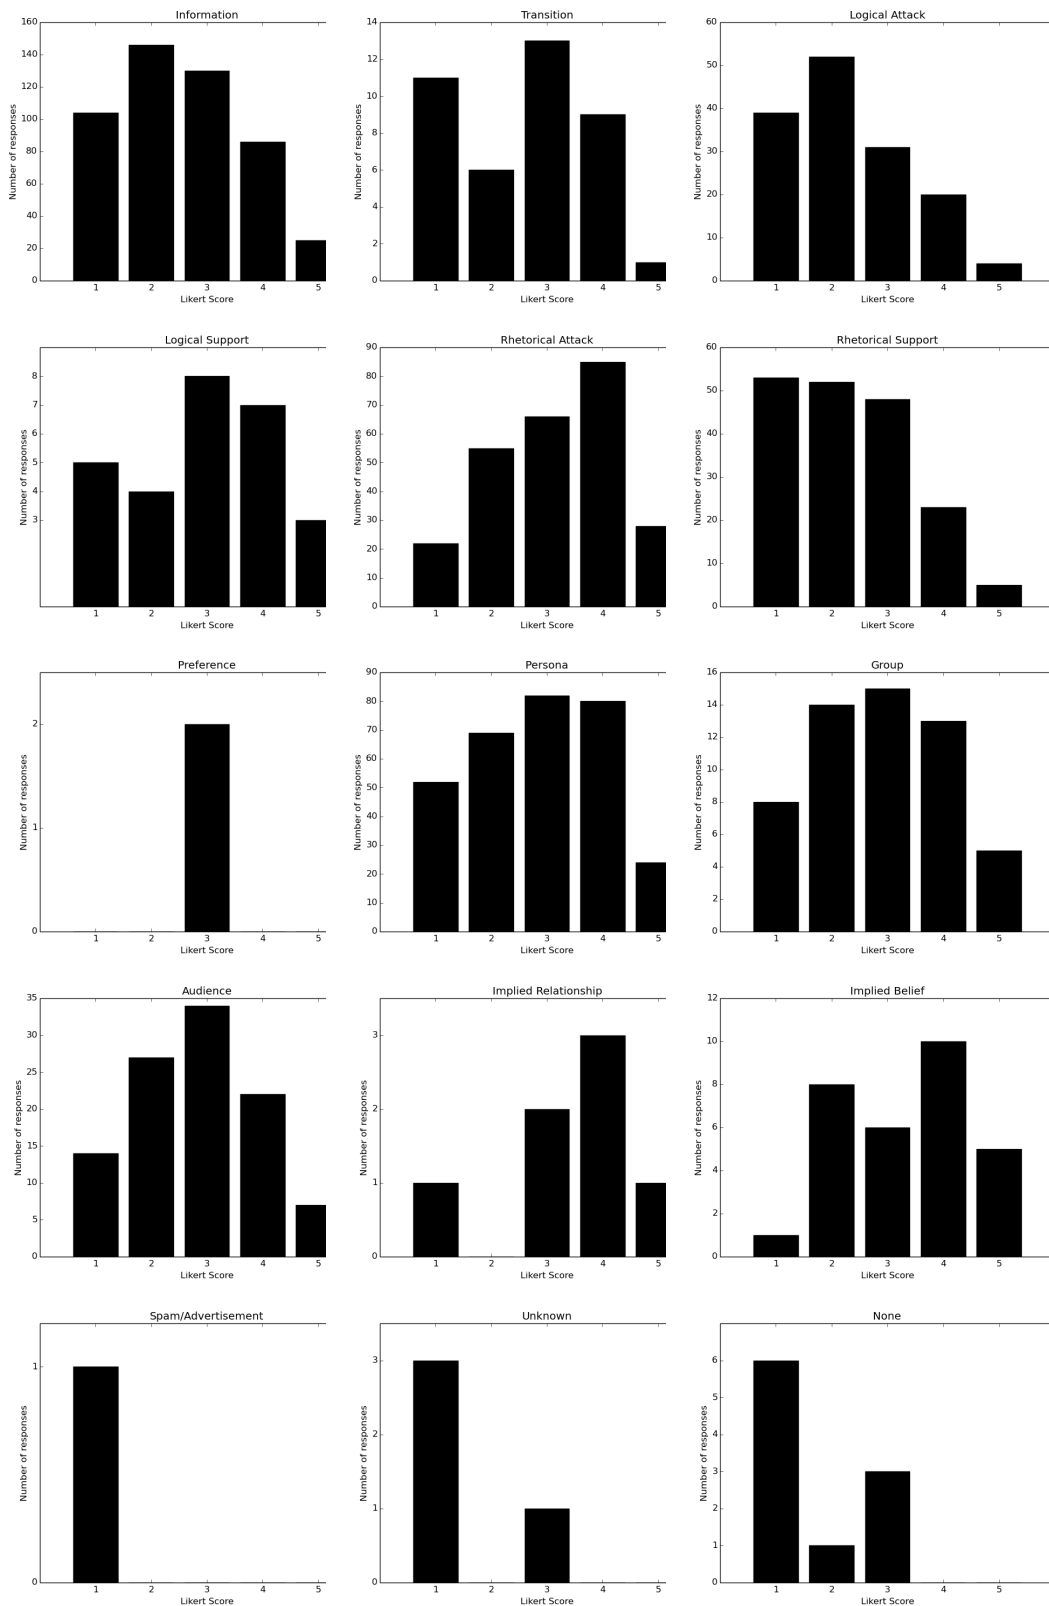 Information
160
140
120
100
80
60
40
20
0
Number of responses
1 2 3 4 5
Likert Score
Transition
14
12
10
8
6
4
2
0
Number of responses
1 2 3 4 5
Likert Score
Logical Attack
60
50
40
30
20
10
0
Number of responses
1 2 3 4 5
Likert Score
Logical Support
8
7
6
5
4
3
Number of responses
1 2 3 4 5
Likert Score
Rhetorical Attack
90
80
70
60
50
40
30
20
10
0
Number of responses
1 2 3 4 5
Likert Score
Rhetorical Support
60
50
40
30
20
10
0
Number of responses
1 2 3 4 5
Likert Score
Preference
2
1
0
Number of responses
1 2 3 4 5
Likert Score
Persona
90
80
70
60
50
40
30
20
10
0
Number of responses
1 2 3 4 5
Likert Score
Group
16
14
12
10
8
6
4
2
0
Number of responses
1 2 3 4 5
Likert Score
Audience
35
30
25
20
15
10
5
0
Number of responses
1 2 3 4 5
Likert Score
Implied Relationship
3
2
1
0
Number of responses
1 2 3 4 5
Likert Score
Implied Belief
12
10
8
6
4
2
0
Number of responses
1 2 3 4 5
Likert Score
Spam/Advertisement
1
0
Number of responses
1 2 3 4 5
Likert Score
Unknown
3
2
1
0
Number of responses
1 2 3 4 5
Likert Score
None
6
5
4
3
2
1
0
Number of responses
1 2 3 4 5
Likert Score